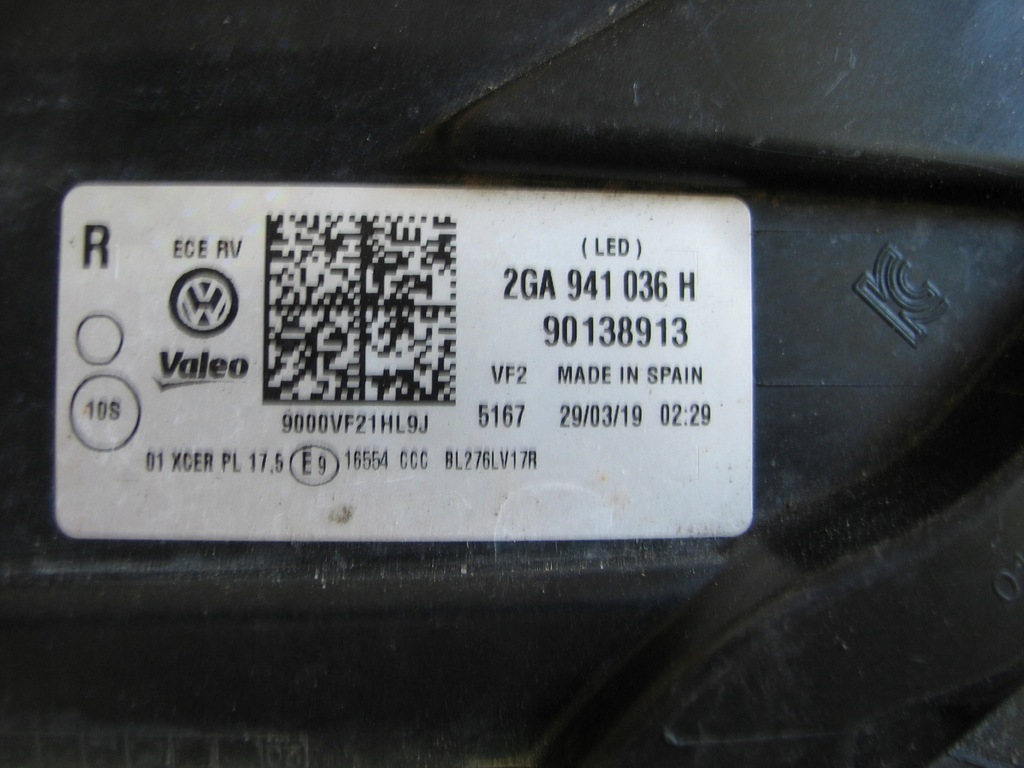 R
ECE RV
Valeo
10S
9000VF21HL9J
(LED)
2GA 941 036 H
90138913
VF2 MADE IN SPAIN
5167 29/03/19 02:29
01 XCER PL 17,5 E9 16554 CCC BL276LV17R